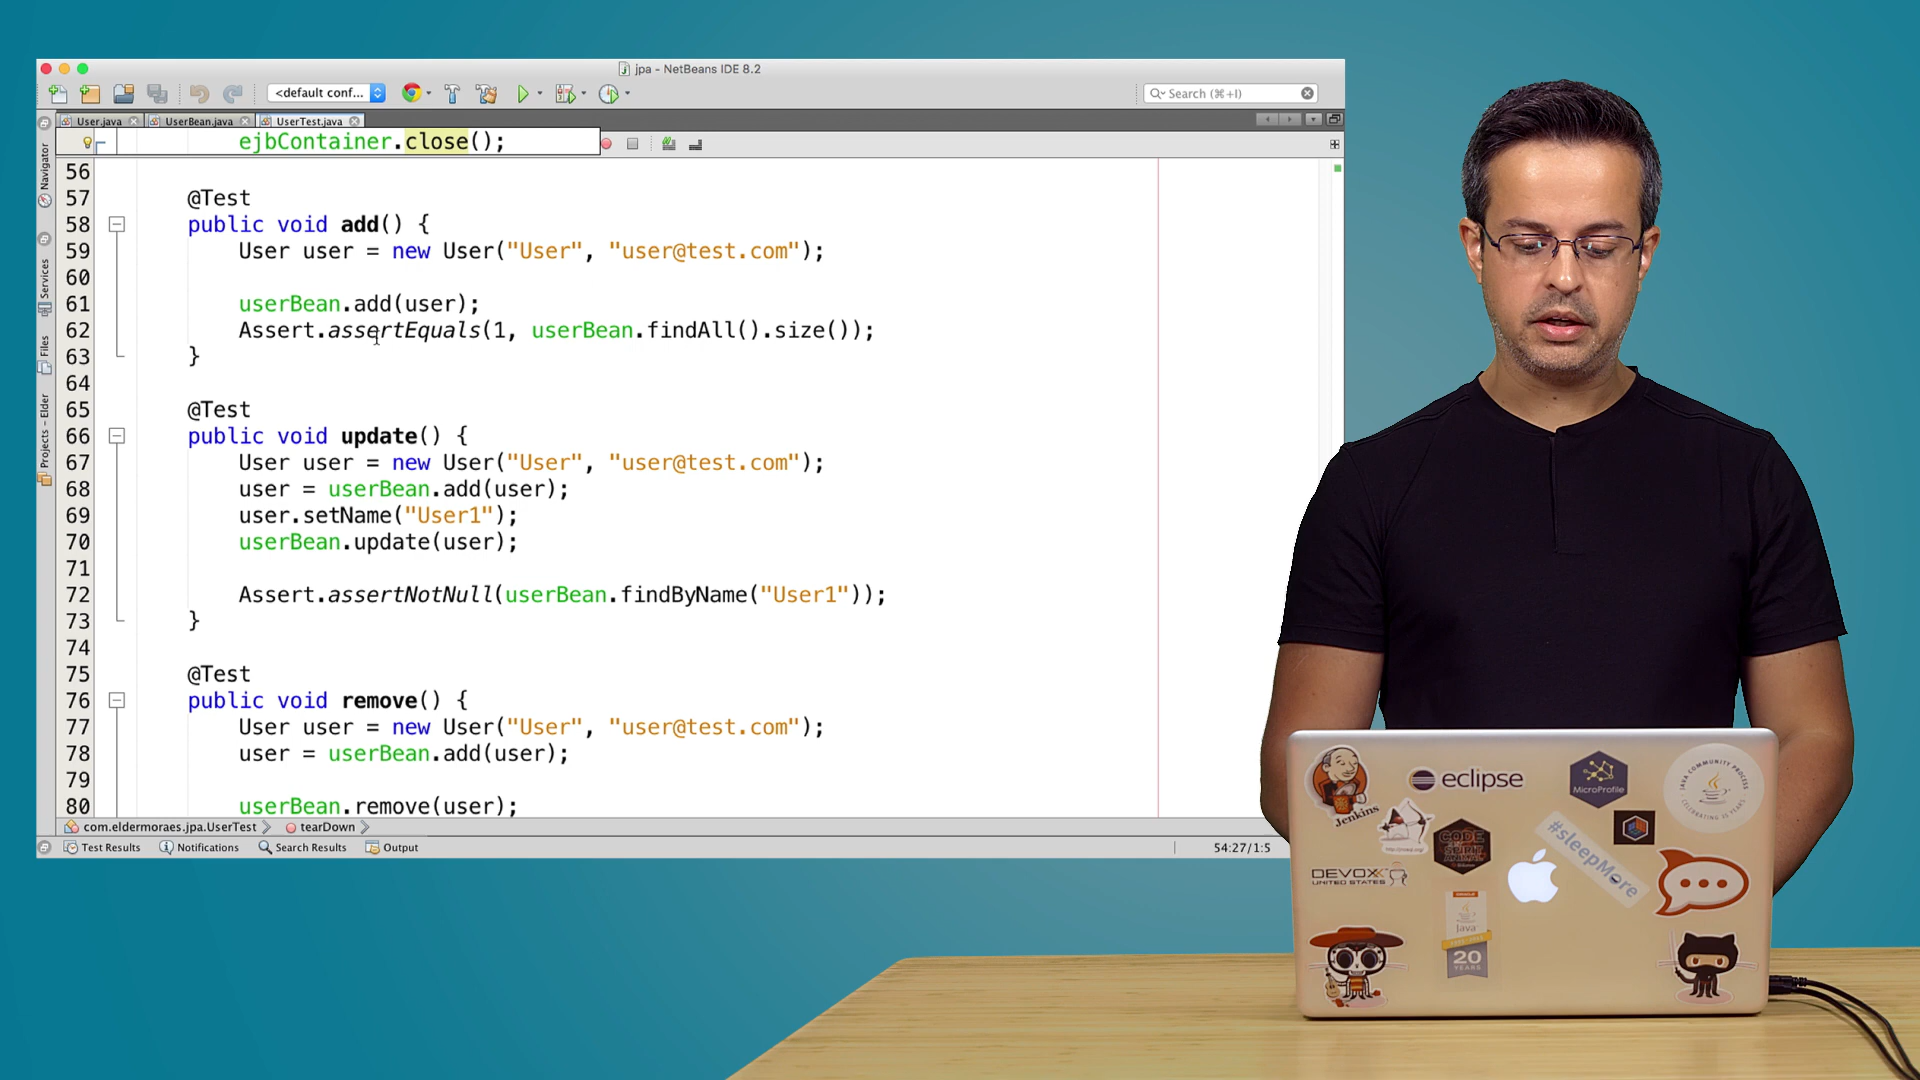 jpa - NetBeans IDE 8.2
<default conf...
Search (⌘+I)
User.java
UserBean.java
UserTest.java
ejbContainer.close();
56
57 @Test
58 public void add() {
59 User user = new User("User", "user@test.com");
60
61 userBean.add(user);
62 Assert.assertEquals(1, userBean.findAll().size());
63 }
64
65 @Test
66 public void update() {
67 User user = new User("User", "user@test.com");
68 user = userBean.add(user);
69 user.setName("User1");
70 userBean.update(user);
71
72 Assert.assertNotNull(userBean.findByName("User1"));
73 }
74
75 @Test
76 public void remove() {
77 User user = new User("User", "user@test.com");
78 user = userBean.add(user);
79
80 userBean.remove(user);
Navigator
Services
Files
Projects - Elder
com.eldermoraes.jpa.UserTest
tearDown
Test Results
Notifications
Search Results
Output
54:27/1:5
Jenkins
eclipse
MicroProfile
JAVA COMMUNITY PROCESS
#sleepMore
DEVOXX
UNITED STATES
Java
20
YEARS